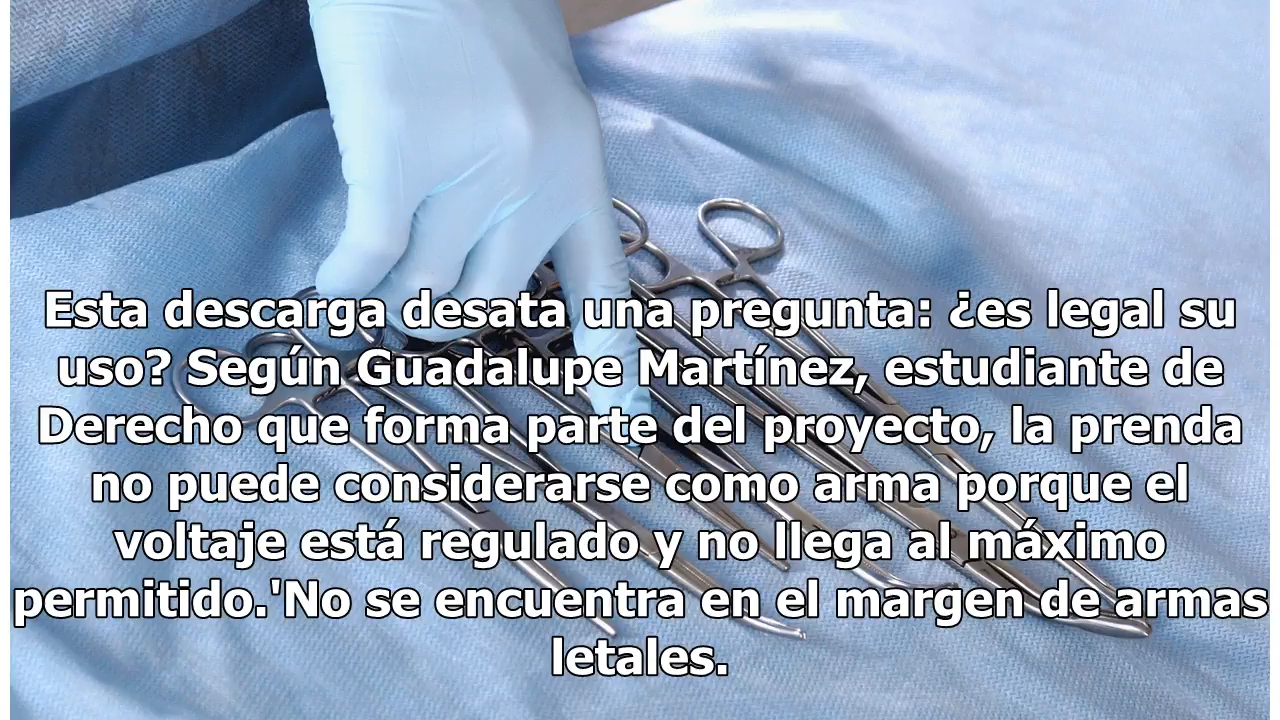 Esta descarga desata una pregunta: ¿es legal su
uso? Según Guadalupe Martínez, estudiante de
Derecho que forma parte del proyecto, la prenda
no puede considerarse como arma porque el
voltaje está regulado y no llega al máximo
permitido.'No se encuentra en el margen de armas
letales.